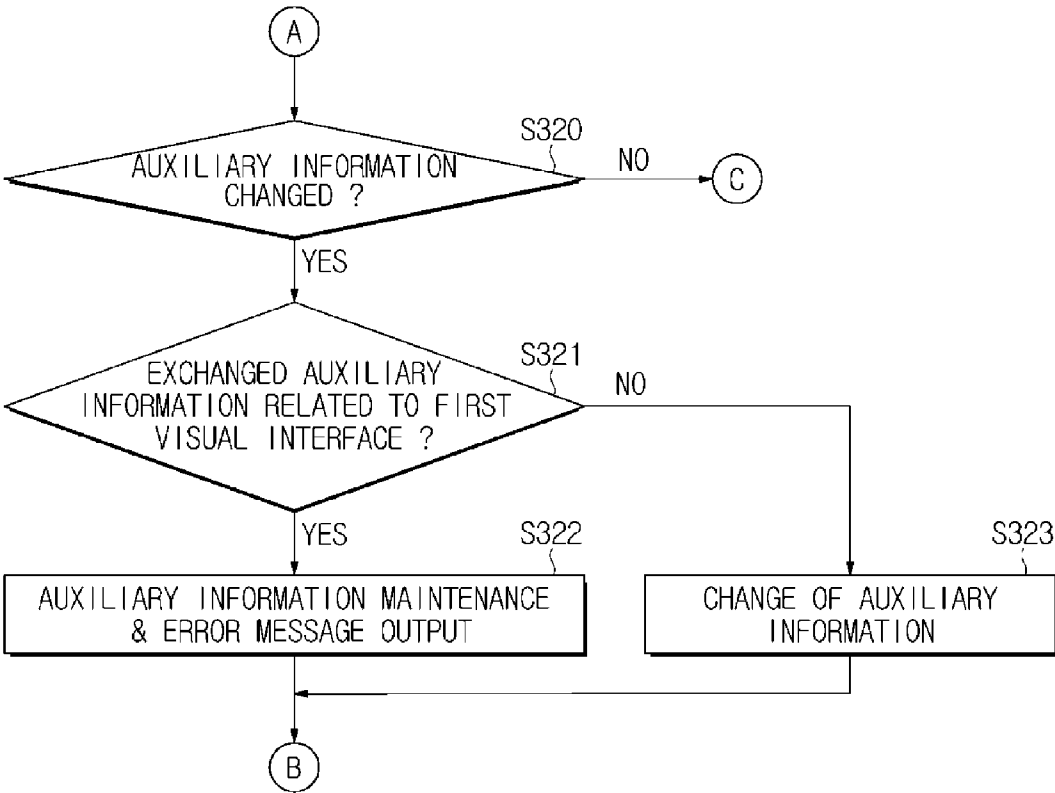 A
S320
AUXILIARY INFORMATION
CHANGED ?
NO
C
YES
S321
EXCHANGED AUXILIARY
INFORMATION RELATED TO FIRST
VISUAL INTERFACE ?
NO
YES
S322
AUXILIARY INFORMATION MAINTENANCE
& ERROR MESSAGE OUTPUT
S323
CHANGE OF AUXILIARY
INFORMATION
B